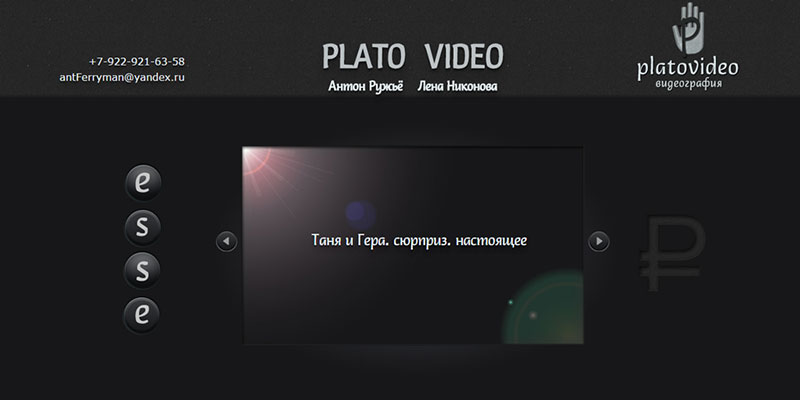 +7-922-921-63-58
antFerryman@yandex.ru
PLATO VIDEO
Антон Ружьё Лена Никонова
platovideo
видеография
e
s
s
e
Таня и Гера. сюрприз. настоящее
₽